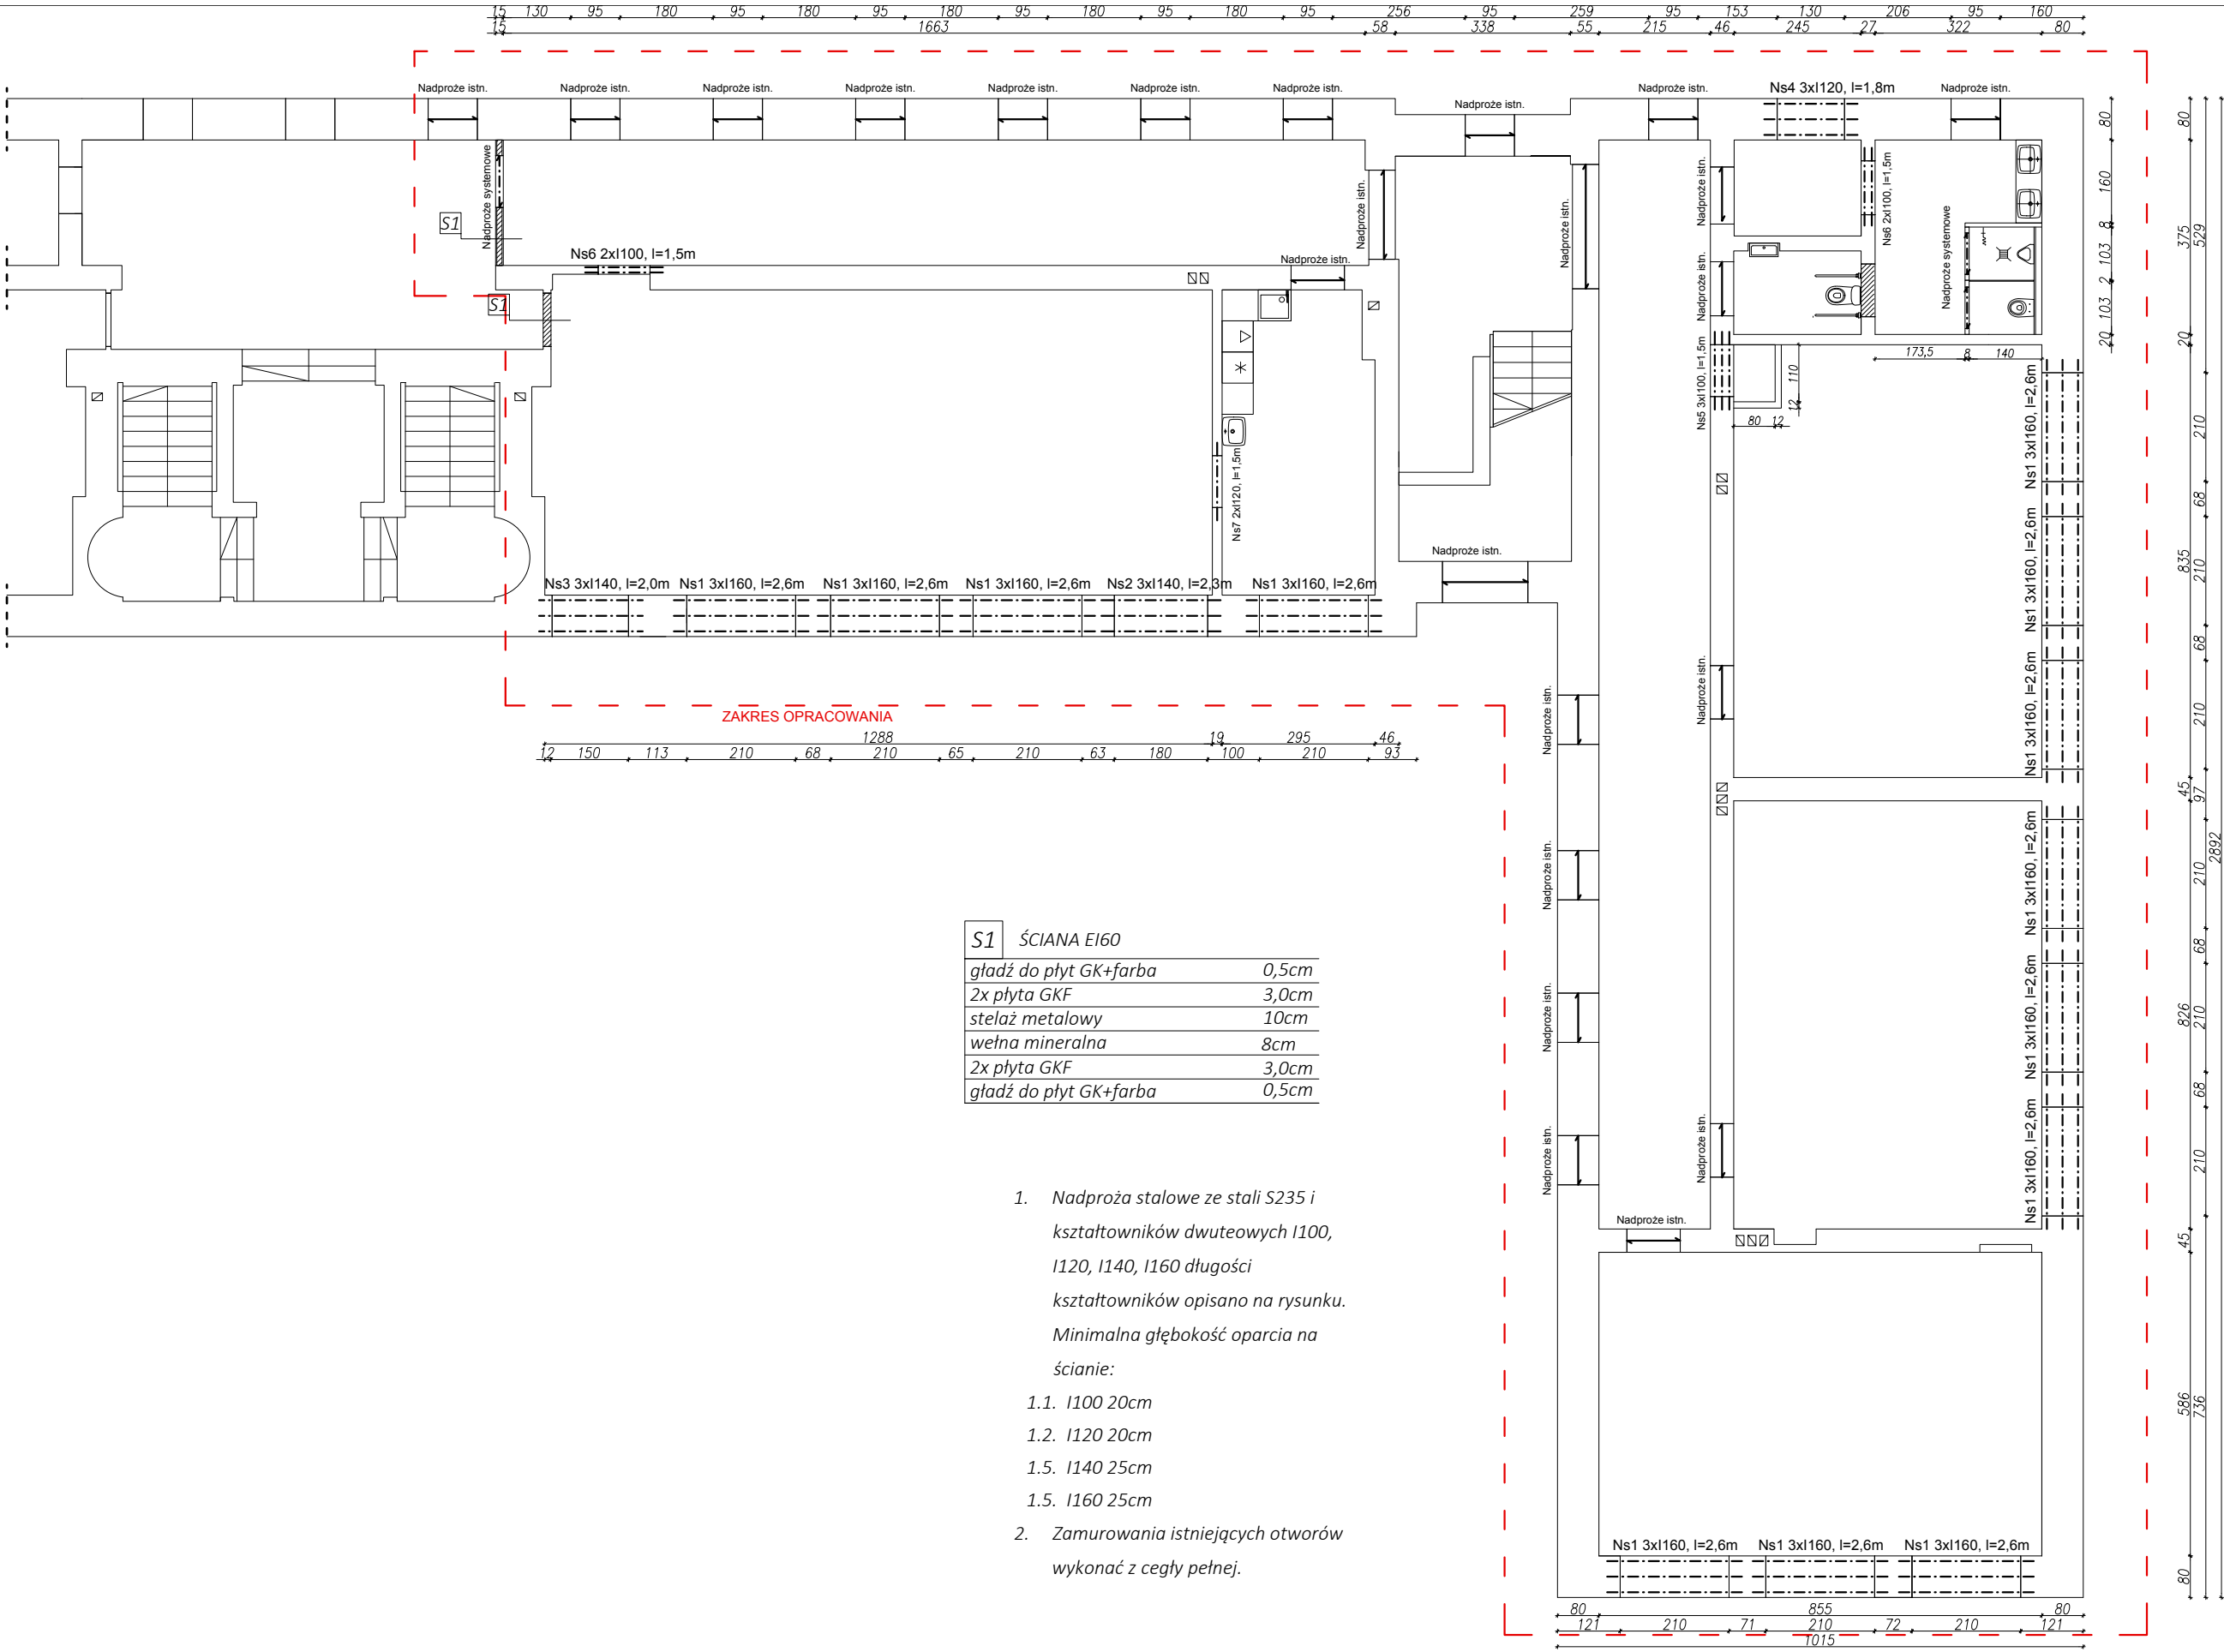 15 130 95 180 95 180 95 180 95 180 95 180 95 256 95 259 95 153 130 206 95 160
15 1663 58 338 55 215 46 245 27 322 80
Nadproże istn. Nadproże istn. Nadproże istn. Nadproże istn. Nadproże istn. Nadproże istn. Nadproże istn. Nadproże istn. Ns4 3xI120, l=1,8m Nadproże istn.
Nadproże istn.
Nadproże systemowe
S1
Ns6 2xI100, l=1,5m
Nadproże istn.
Nadproże istn.
Nadproże istn.
Nadproże istn.
Nadproże istn.
Ns6 2xI100, l=1,5m
Nadproże systemowe
S1
Ns5 3xI100, l=1,5m
173,5 8 140
110
12
80 12
80
160
8
103
2
103
20
80
375
20
835
45
826
45
586
80
529
210
68
210
68
210
97
210
68
210
68
210
736
2892
Ns7 2xI120, l=1,5m
Nadproże istn.
Ns3 3xI140, l=2,0m Ns1 3xI160, l=2,6m Ns1 3xI160, l=2,6m Ns1 3xI160, l=2,6m Ns2 3xI140, l=2,3m Ns1 3xI160, l=2,6m
Ns1 3xI160, l=2,6m
Ns1 3xI160, l=2,6m
Ns1 3xI160, l=2,6m
Ns1 3xI160, l=2,6m
Ns1 3xI160, l=2,6m
Ns1 3xI160, l=2,6m
ZAKRES OPRACOWANIA
1288 19 295 46
12 150 113 210 68 210 65 210 63 180 100 210 93
Nadproże istn.
Nadproże istn.
Nadproże istn.
Nadproże istn.
Nadproże istn.
Nadproże istn.
Nadproże istn.
S1 ŚCIANA EI60
gładź do płyt GK+farba 0,5cm
2x płyta GKF 3,0cm
stelaż metalowy 10cm
wełna mineralna 8cm
2x płyta GKF 3,0cm
gładź do płyt GK+farba 0,5cm
1. Nadproża stalowe ze stali S235 i
kształtowników dwuteowych I100,
I120, I140, I160 długości
kształtowników opisano na rysunku.
Minimalna głębokość oparcia na
ścianie:
1.1. I100 20cm
1.2. I120 20cm
1.5. I140 25cm
1.5. I160 25cm
2. Zamurowania istniejących otworów
wykonać z cegły pełnej.
Ns1 3xI160, l=2,6m Ns1 3xI160, l=2,6m Ns1 3xI160, l=2,6m
80 855 80
121 210 71 210 72 210 121
1015